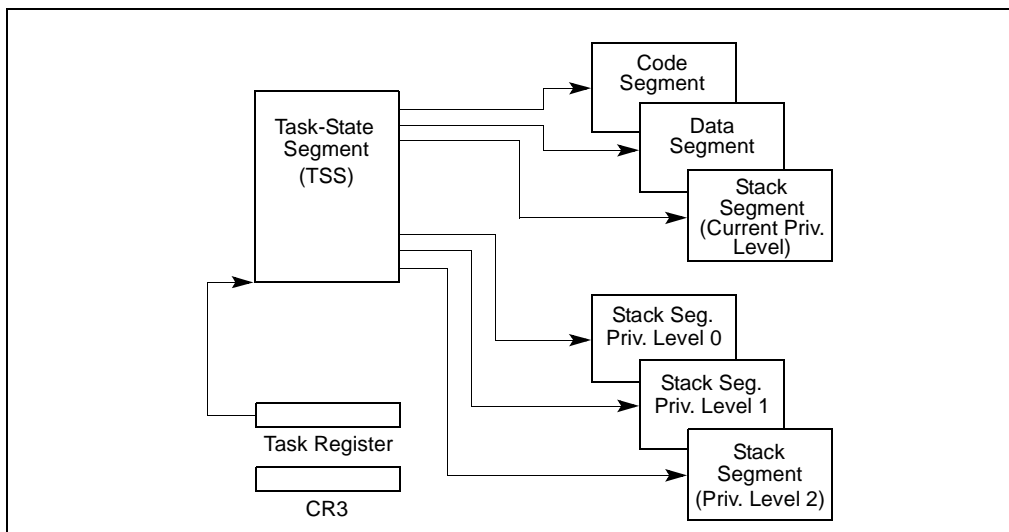 Task-State
Segment
(TSS)
Code
Segment
Data
Segment
Stack
Segment
(Current Priv.
Level)
Stack Seg.
Priv. Level 0
Stack Seg.
Priv. Level 1
Stack
Segment
(Priv. Level 2)
Task Register
CR3